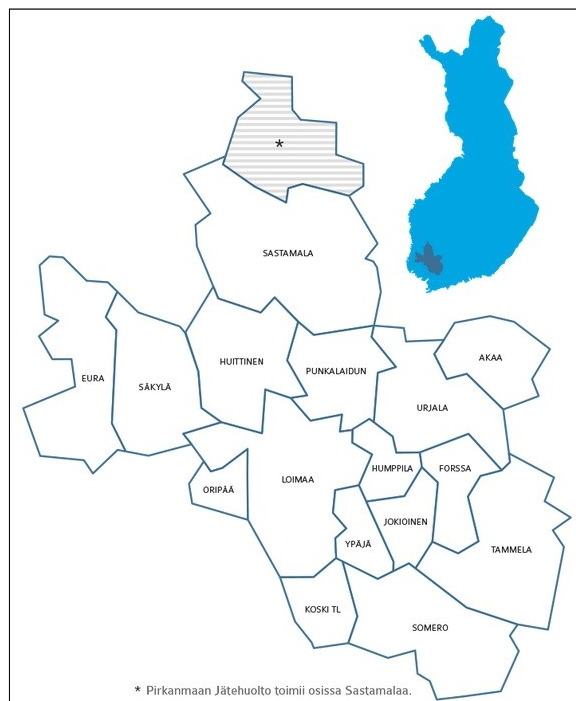 *
SASTAMALA
AKAA
HUITTINEN
PUNKALAIDUN
EURA
SÄKYLÄ
URJALA
HUMPPILA
FORSSA
LOIMAA
ORIPÄÄ
JOKIOINEN
YPÄJÄ
TAMMELA
KOSKI TL
SOMERO
* Pirkanmaan Jätehuolto toimii osissa Sastamalaa.